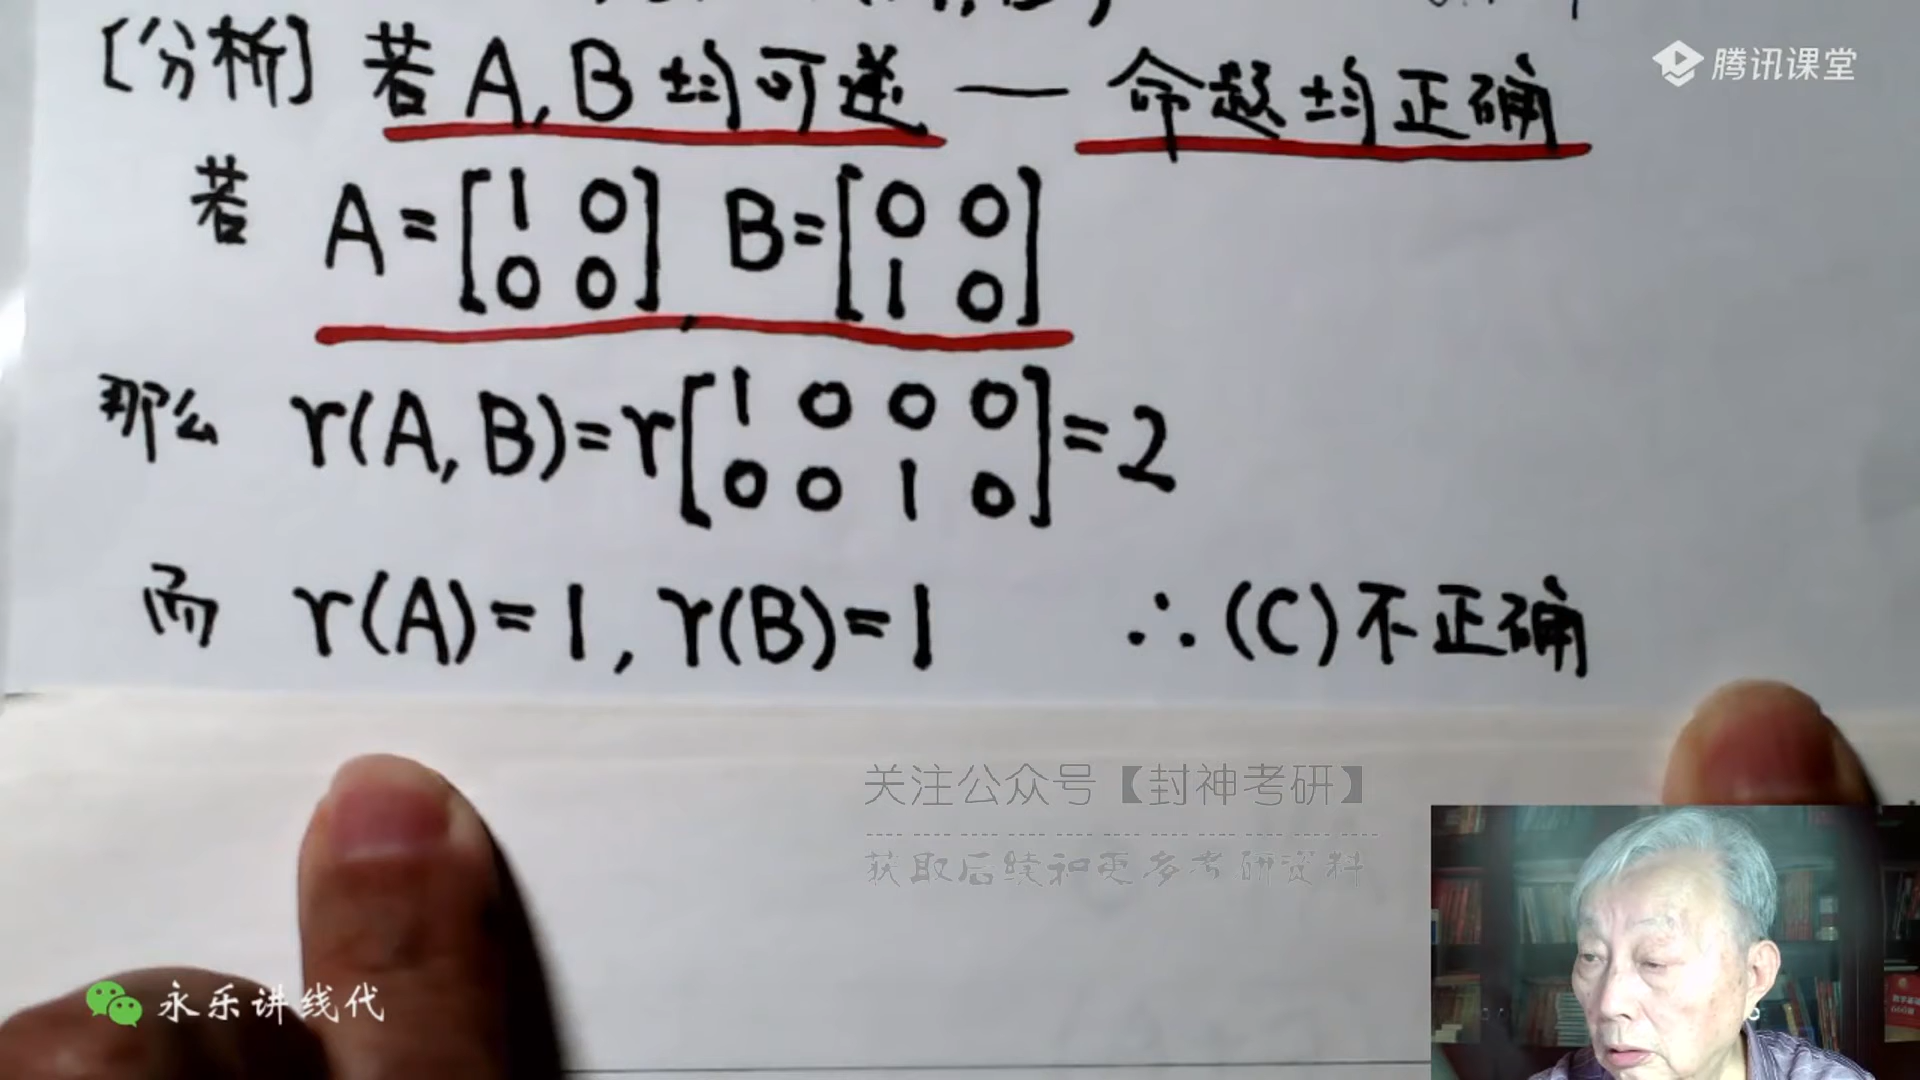 腾讯课堂
[分析] 若 A, B 均可逆 — 命题均正确
若 A = [1 0 0 0] B = [0 0 1 0]
那么 r(A, B) = r[1 0 0 0 0 0 1 0] = 2
而 r(A) = 1, r(B) = 1 ∴ (C) 不正确
关注公众号【封神考研】
获取后续和更多考研资料
永乐讲线代